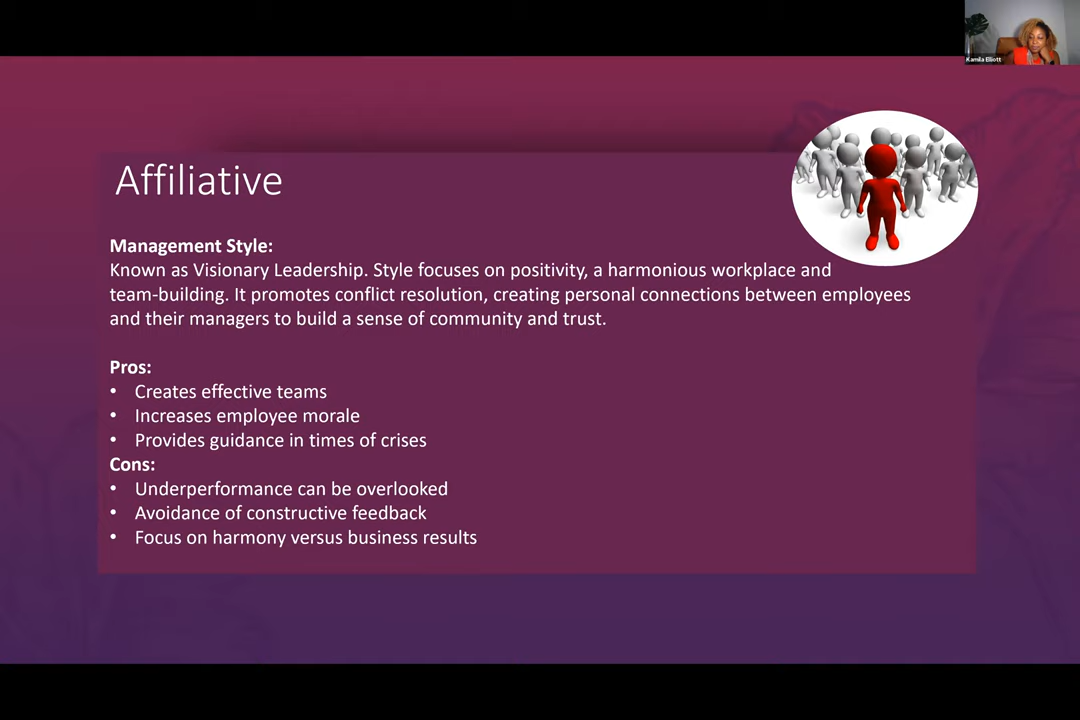 Kamila Elliott
Affiliative
Management Style:
Known as Visionary Leadership. Style focuses on positivity, a harmonious workplace and
team-building. It promotes conflict resolution, creating personal connections between employees
and their managers to build a sense of community and trust.
Pros:
• Creates effective teams
• Increases employee morale
• Provides guidance in times of crises
Cons:
• Underperformance can be overlooked
• Avoidance of constructive feedback
• Focus on harmony versus business results